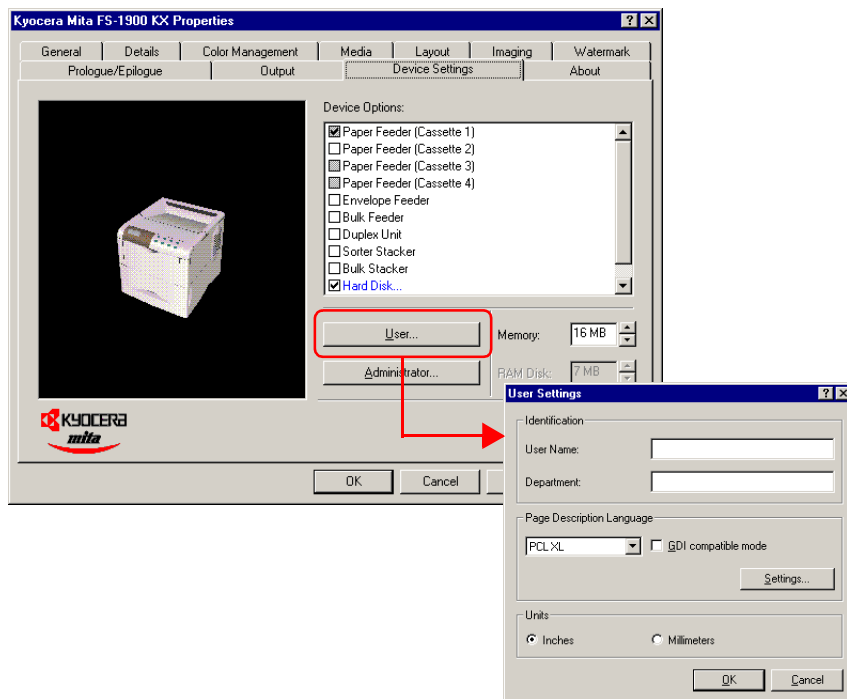 Kyocera Mita FS-1900 KX Properties
General Details Color Management Media Layout Imaging Watermark
Prologue/Epilogue Output Device Settings About
Device Options:
Paper Feeder (Cassette 1)
Paper Feeder (Cassette 2)
Paper Feeder (Cassette 3)
Paper Feeder (Cassette 4)
Envelope Feeder
Bulk Feeder
Duplex Unit
Sorter Stacker
Bulk Stacker
Hard Disk...
User... Memory: 16 MB
Administrator... RAM Disk: 7 MB
KYOCERA
mita
OK Cancel
User Settings
Identification
User Name:
Department:
Page Description Language
PCL XL GDI compatible mode
Settings...
Units
Inches Millimeters
OK Cancel